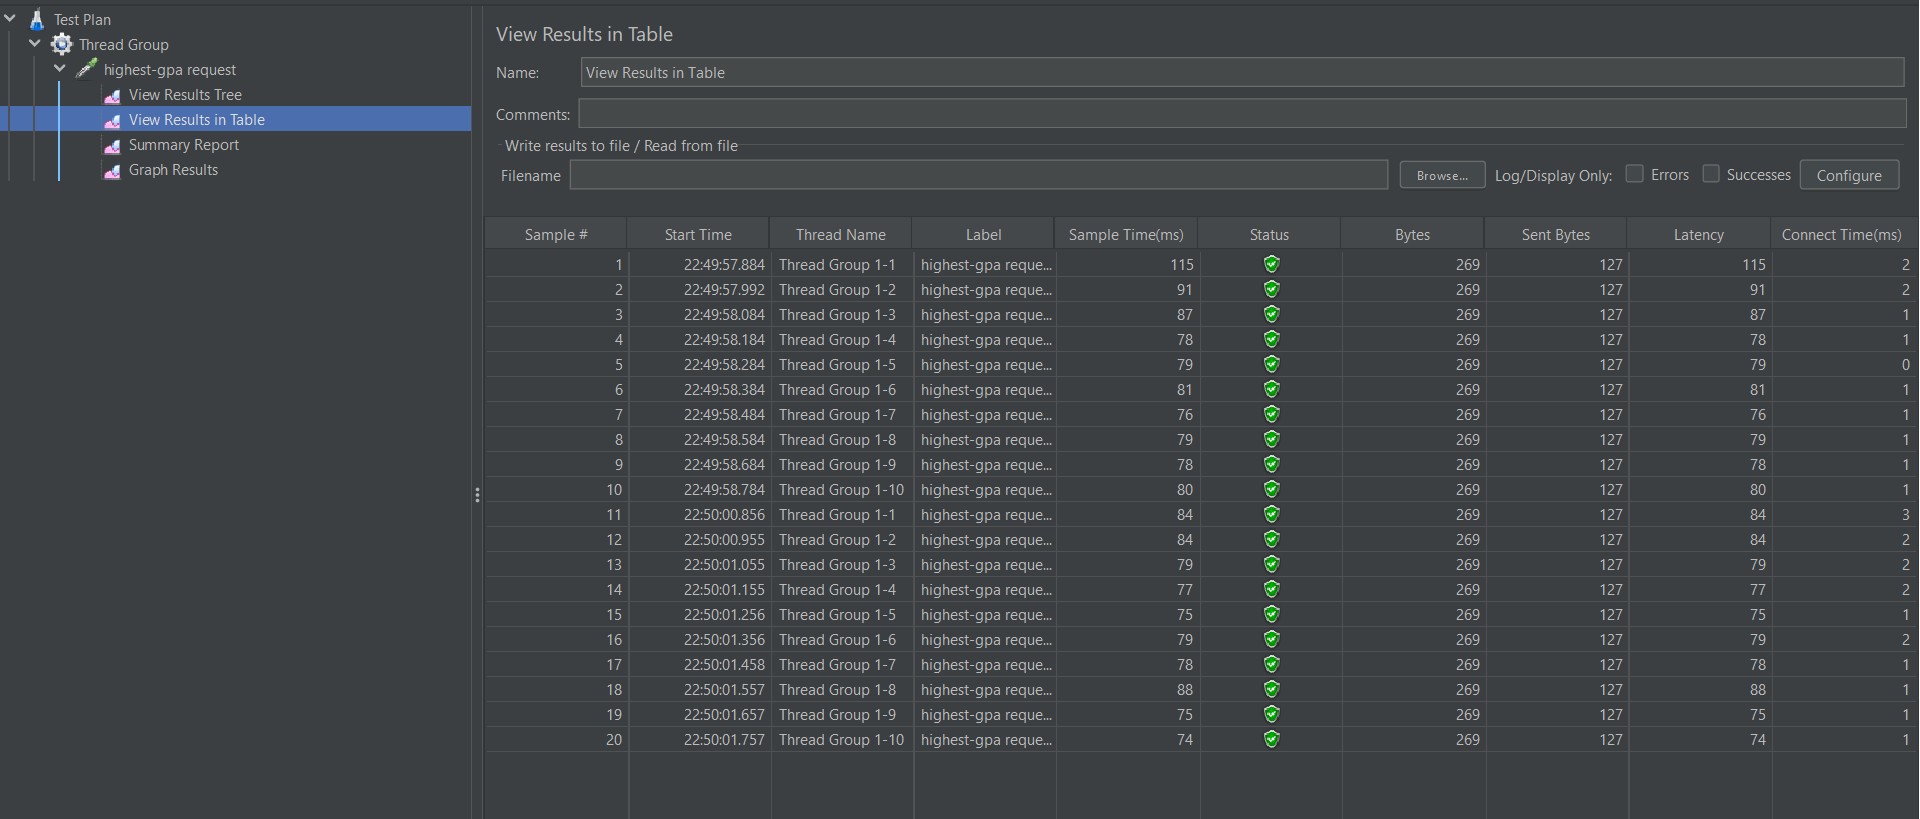 Test Plan
Thread Group
highest-gpa request
View Results Tree
View Results in Table
Summary Report
Graph Results
View Results in Table
Name: View Results in Table
Comments:
Write results to file / Read from file
Filename Browse... Log/Display Only: Errors Successes Configure
Sample # Start Time Thread Name Label Sample Time(ms) Status Bytes Sent Bytes Latency Connect Time(ms)
1 22:49:57.884 Thread Group 1-1 highest-gpa reque... 115 269 127 115 2
2 22:49:57.992 Thread Group 1-2 highest-gpa reque... 91 269 127 91 2
3 22:49:58.084 Thread Group 1-3 highest-gpa reque... 87 269 127 87 1
4 22:49:58.184 Thread Group 1-4 highest-gpa reque... 78 269 127 78 1
5 22:49:58.284 Thread Group 1-5 highest-gpa reque... 79 269 127 79 0
6 22:49:58.384 Thread Group 1-6 highest-gpa reque... 81 269 127 81 1
7 22:49:58.484 Thread Group 1-7 highest-gpa reque... 76 269 127 76 1
8 22:49:58.584 Thread Group 1-8 highest-gpa reque... 79 269 127 79 1
9 22:49:58.684 Thread Group 1-9 highest-gpa reque... 78 269 127 78 1
10 22:49:58.784 Thread Group 1-10 highest-gpa reque... 80 269 127 80 1
11 22:50:00.856 Thread Group 1-1 highest-gpa reque... 84 269 127 84 3
12 22:50:00.955 Thread Group 1-2 highest-gpa reque... 84 269 127 84 2
13 22:50:01.055 Thread Group 1-3 highest-gpa reque... 79 269 127 79 2
14 22:50:01.155 Thread Group 1-4 highest-gpa reque... 77 269 127 77 2
15 22:50:01.256 Thread Group 1-5 highest-gpa reque... 75 269 127 75 1
16 22:50:01.356 Thread Group 1-6 highest-gpa reque... 79 269 127 79 2
17 22:50:01.458 Thread Group 1-7 highest-gpa reque... 78 269 127 78 1
18 22:50:01.557 Thread Group 1-8 highest-gpa reque... 88 269 127 88 1
19 22:50:01.657 Thread Group 1-9 highest-gpa reque... 75 269 127 75 1
20 22:50:01.757 Thread Group 1-10 highest-gpa reque... 74 269 127 74 1